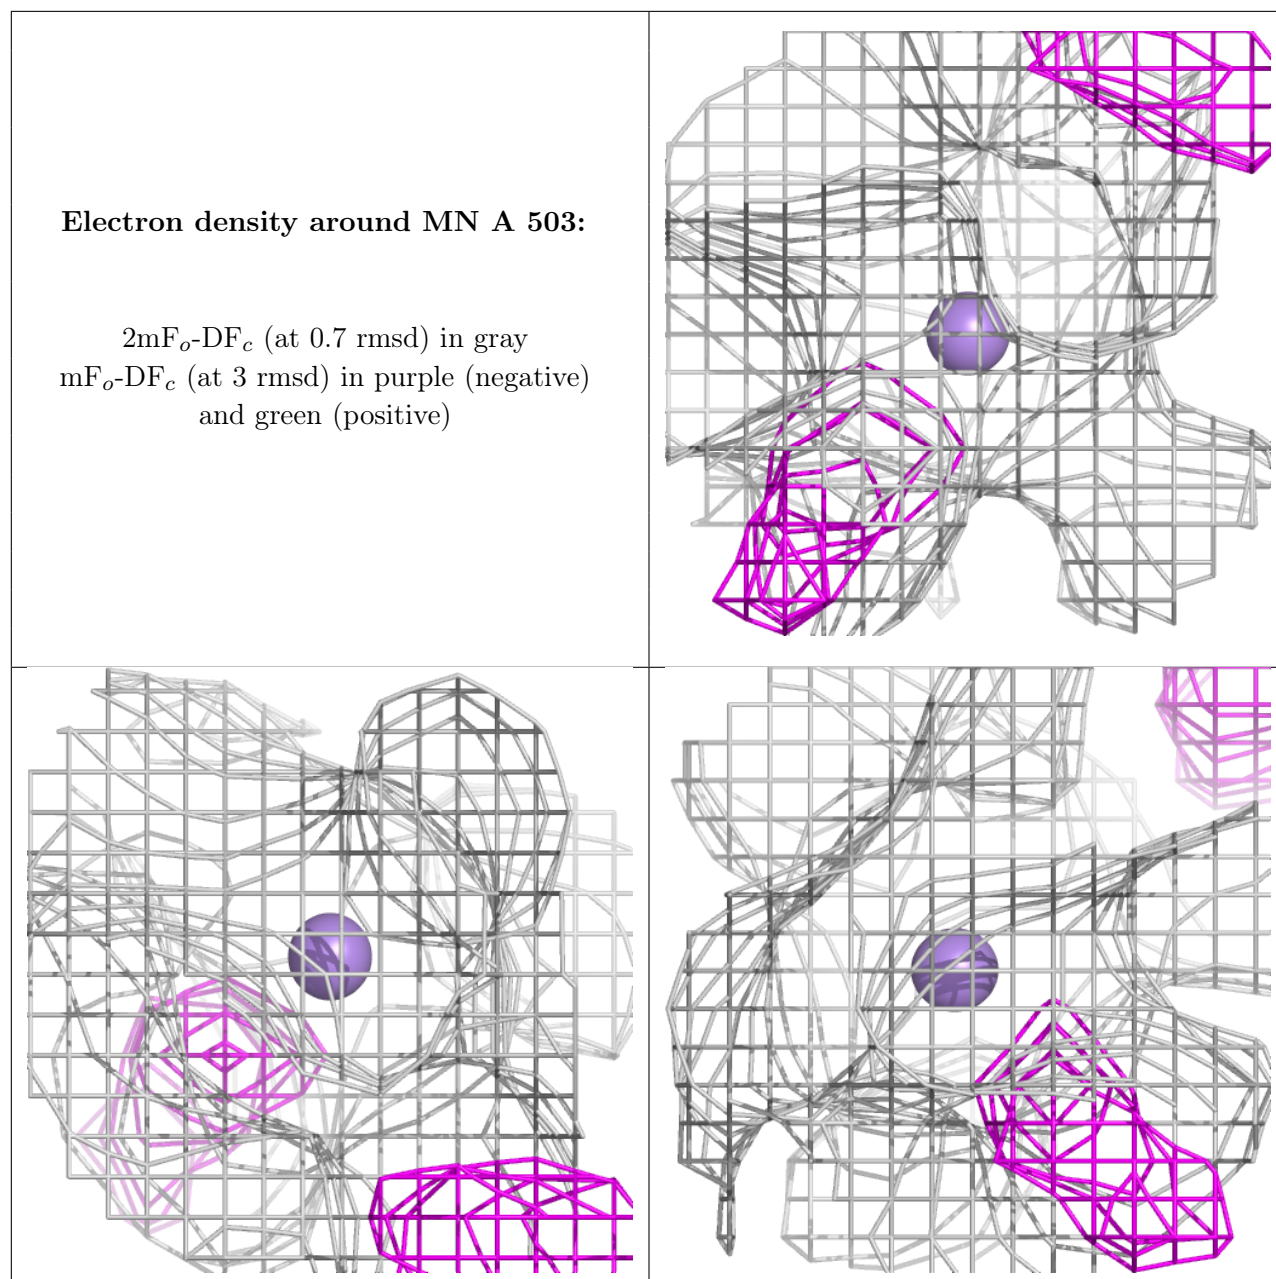 Electron density around MN A 503:
2mFo-DFc (at 0.7 rmsd) in gray
mFo-DFc (at 3 rmsd) in purple (negative)
and green (positive)